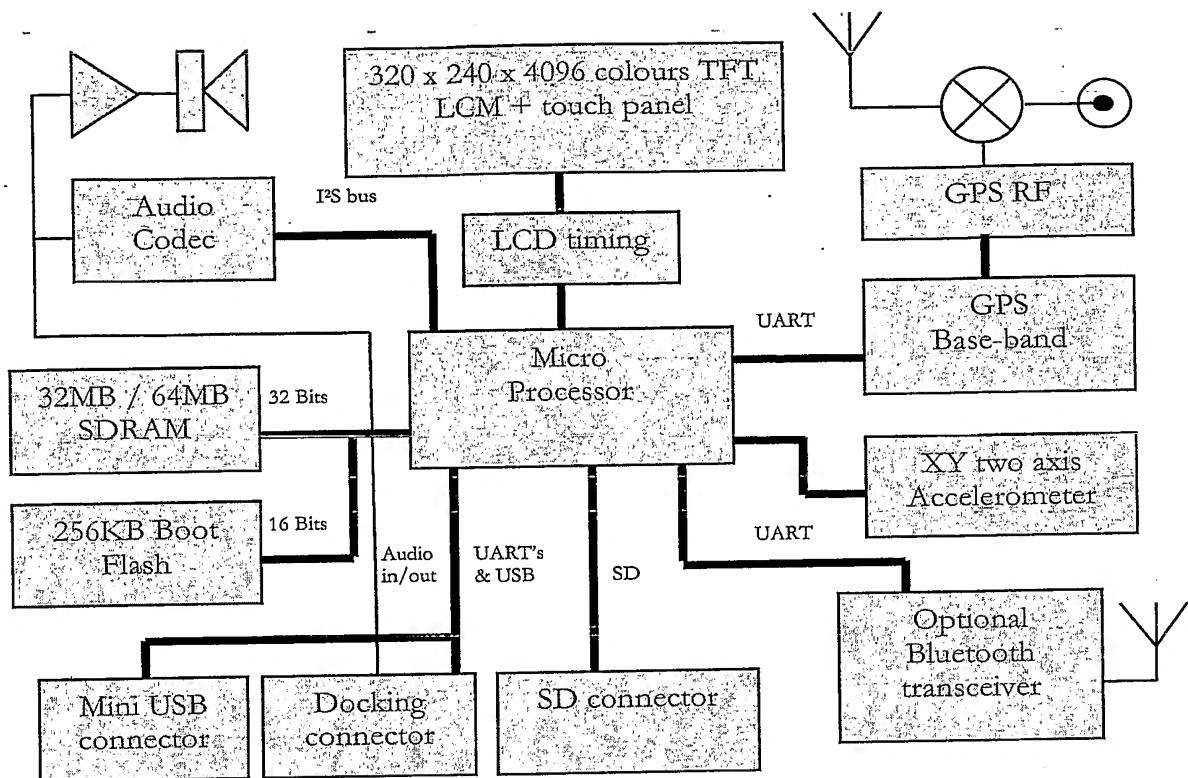 320 x 240 x 4096 colours TFT
LCM + touch panel
I²S bus
Audio
Codec
LCD timing
GPS RF
GPS
Base-band
UART
Micro
Processor
32MB / 64MB
SDRAM
32 Bits
XY two axis
Accelerometer
256KB Boot
Flash
16 Bits
Audio
in/out
UART's
& USB
SD
UART
Optional
Bluetooth
transceiver
Mini USB
connector
Docking
connector
SD connector